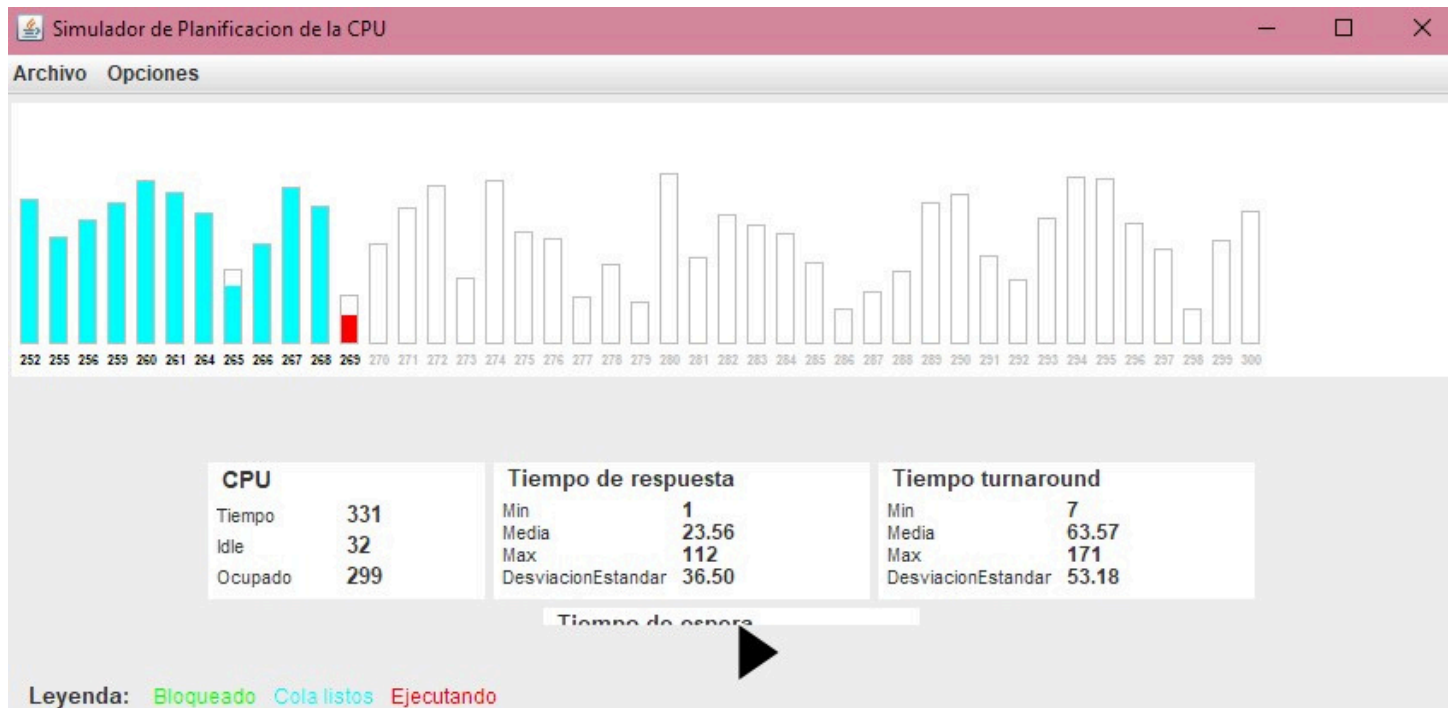 Simulador de Planificacion de la CPU
Archivo Opciones
252 255 256 259 260 261 264 265 266 267 268 269 270 271 272 273 274 275 276 277 278 279 280 281 282 283 284 285 286 287 288 289 290 291 292 293 294 295 296 297 298 299 300
CPU
Tiempo 331
Idle 32
Ocupado 299
Tiempo de respuesta
Min 1
Media 23.56
Max 112
DesviacionEstandar 36.50
Tiempo turnaround
Min 7
Media 63.57
Max 171
DesviacionEstandar 53.18
Tiempo de espera
Leyenda: Bloqueado Cola listos Ejecutando